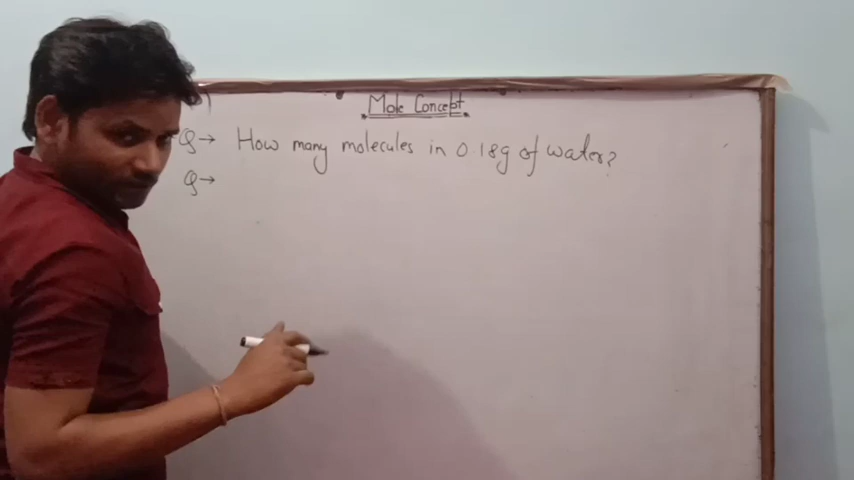 Mole Concept
Q→ How many molecules in 0.18g of water?
Q→